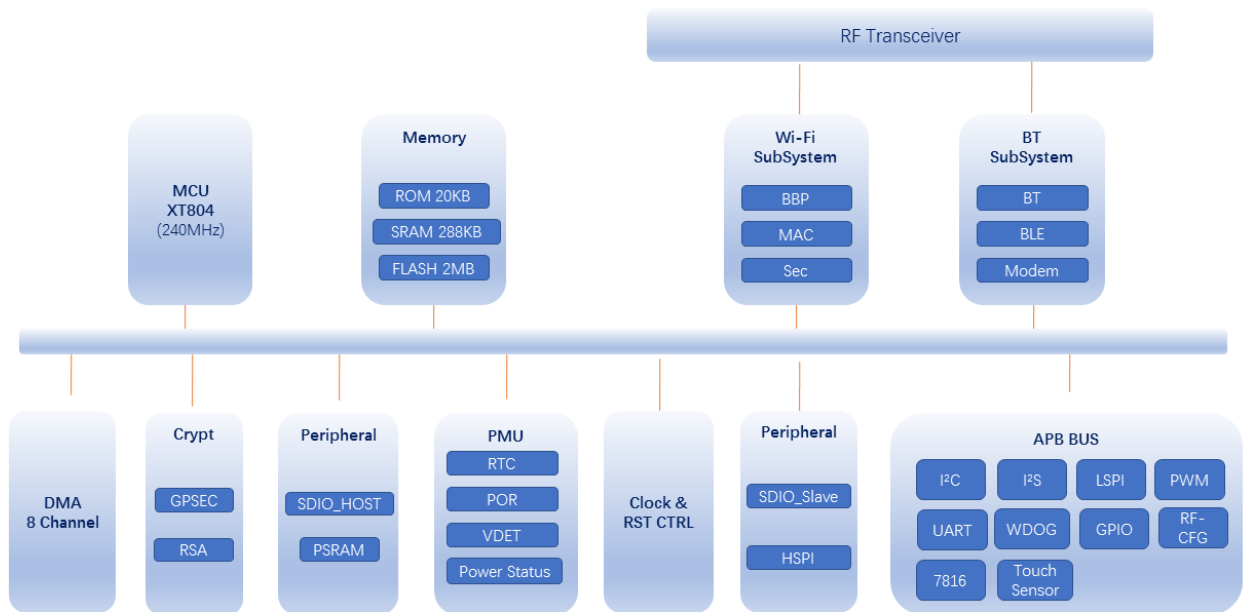 RF Transceiver
MCU
XT804
(240MHz)
Memory
ROM 20KB
SRAM 288KB
FLASH 2MB
Wi-Fi
SubSystem
BBP
MAC
Sec
BT
SubSystem
BT
BLE
Modem
DMA
8 Channel
Crypt
GPSEC
RSA
Peripheral
SDIO_HOST
PSRAM
PMU
RTC
POR
VDET
Power Status
Clock &
RST CTRL
Peripheral
SDIO_Slave
HSPI
APB BUS
I²C
I²S
LSPI
PWM
UART
WDOG
GPIO
RF-
CFG
7816
Touch
Sensor